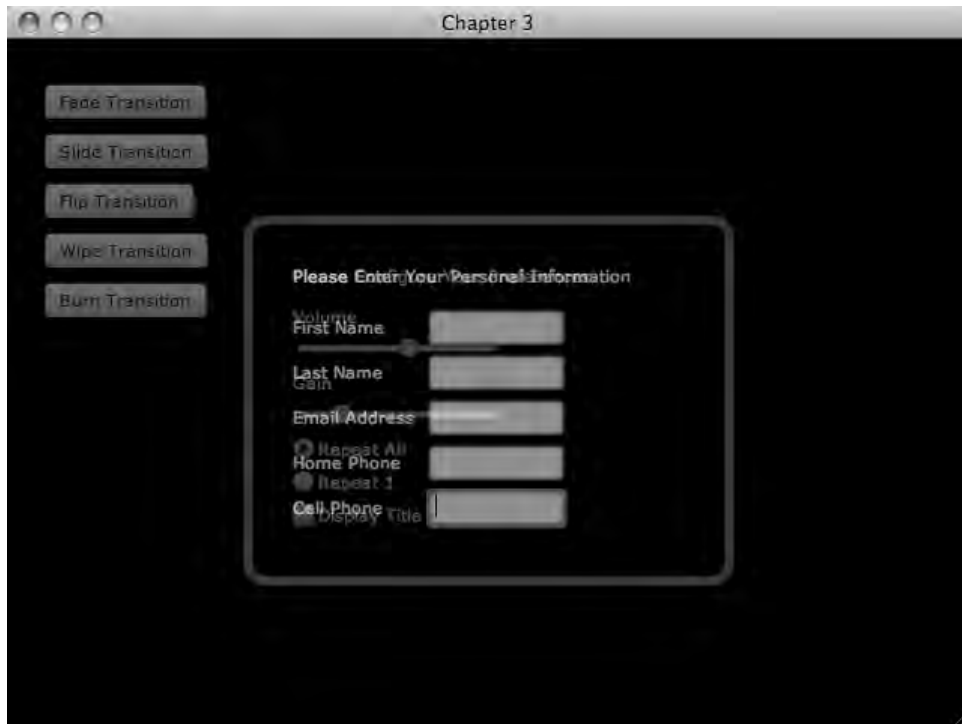 Chapter 3
Fade Transition
Slide Transition
Flip Transition
Wipe Transition
Burn Transition
Please Enter Your Personal Information
Volume
First Name
Last Name
Gain
Email Address
Repeat All
Home Phone
Repeat 1
Cell Phone
Display Title